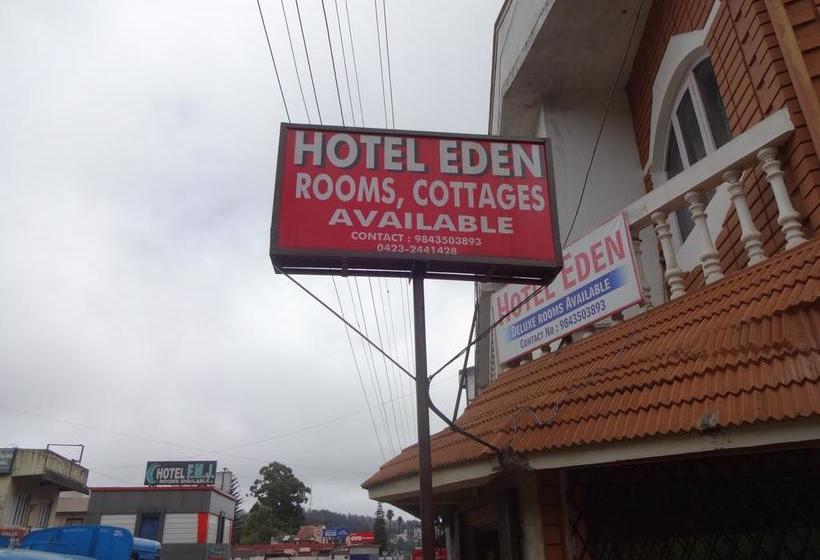 HOTEL EDEN
ROOMS, COTTAGES
AVAILABLE
CONTACT : 9843503893
0423-2441428
HOTEL EDEN
DELUXE ROOMS AVAILABLE
CONTACT NO : 9843503893
HOTEL E.M.I.
ROOMS AVAILABLE
OYO